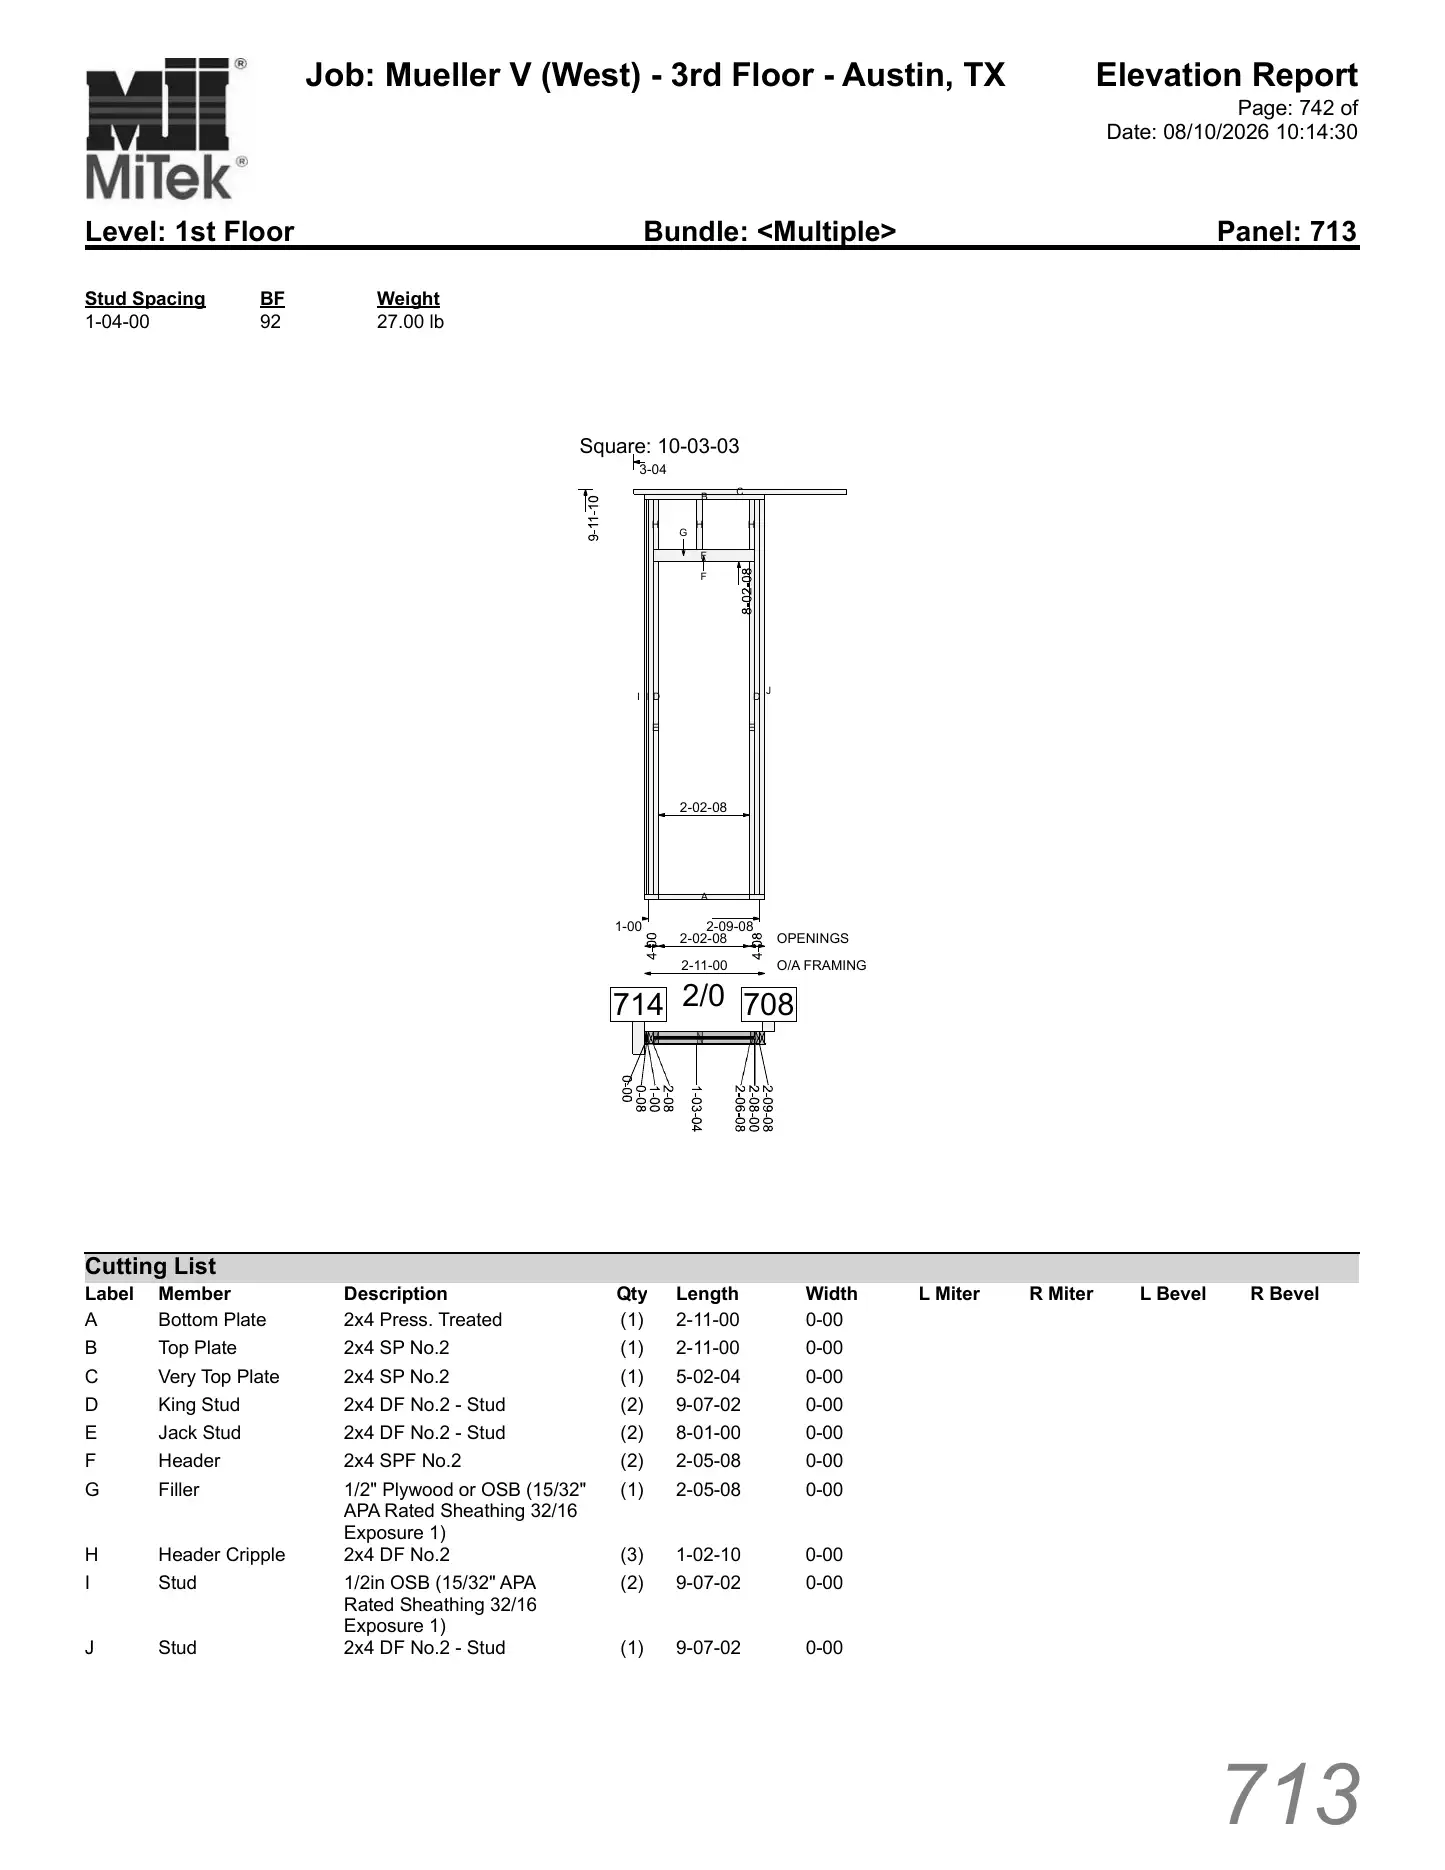 Job: Mueller V (West) - 3rd Floor - Austin, TX
Elevation Report
Page: 742 of
Date: 08/10/2026 10:14:30
MiTek®
®
Level: 1st Floor Bundle: <Multiple> Panel: 713
Stud Spacing BF Weight
1-04-00 92 27.00 lb
Square: 10-03-03
3-04
9-11-10
C
B
H H H
G
F
F
8-02-08
J
I I D D
E E
2-02-08
A
1-00 2-09-08
4-00 2-02-08 4-08 OPENINGS
2-11-00 O/A FRAMING
714 2/0 708
0-00 0-08 1-00 2-08 1-03-04 2-06-08 2-08-00 2-09-08
Cutting List
Label Member Description Qty Length Width L Miter R Miter L Bevel R Bevel
A Bottom Plate 2x4 Press. Treated (1) 2-11-00 0-00
B Top Plate 2x4 SP No.2 (1) 2-11-00 0-00
C Very Top Plate 2x4 SP No.2 (1) 5-02-04 0-00
D King Stud 2x4 DF No.2 - Stud (2) 9-07-02 0-00
E Jack Stud 2x4 DF No.2 - Stud (2) 8-01-00 0-00
F Header 2x4 SPF No.2 (2) 2-05-08 0-00
G Filler 1/2" Plywood or OSB (15/32" (1) 2-05-08 0-00
APA Rated Sheathing 32/16
Exposure 1)
H Header Cripple 2x4 DF No.2 (3) 1-02-10 0-00
I Stud 1/2in OSB (15/32" APA (2) 9-07-02 0-00
Rated Sheathing 32/16
Exposure 1)
J Stud 2x4 DF No.2 - Stud (1) 9-07-02 0-00
713